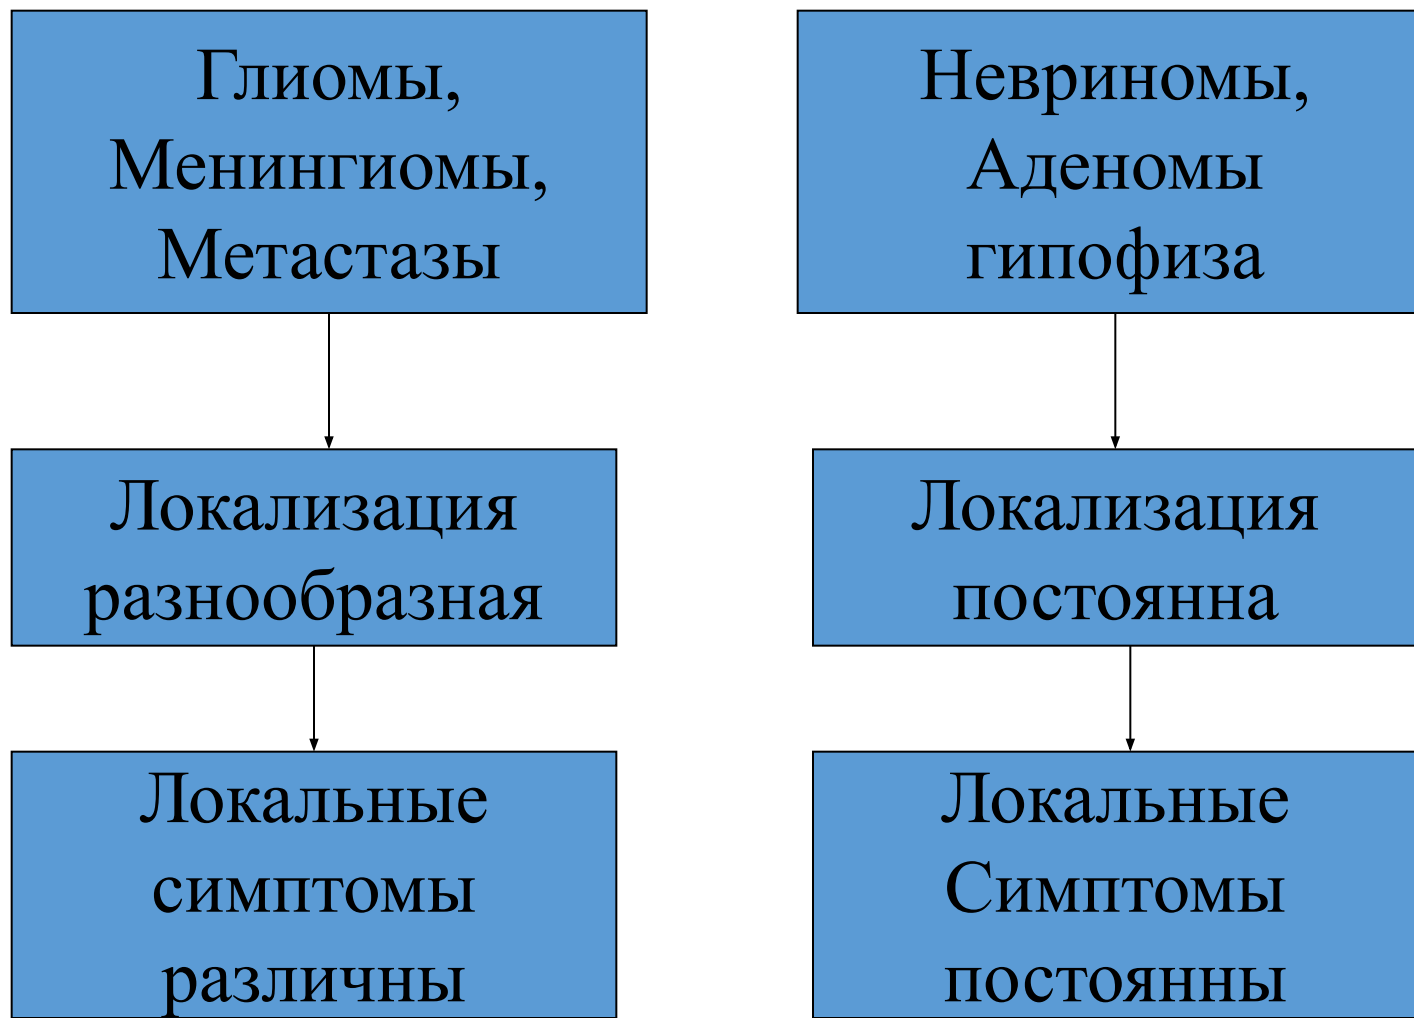 Глиомы,
Менингиомы,
Метастазы
Невриномы,
Аденомы
гипофиза
Локализация
разнообразная
Локализация
постоянна
Локальные
симптомы
различны
Локальные
Симптомы
постоянны